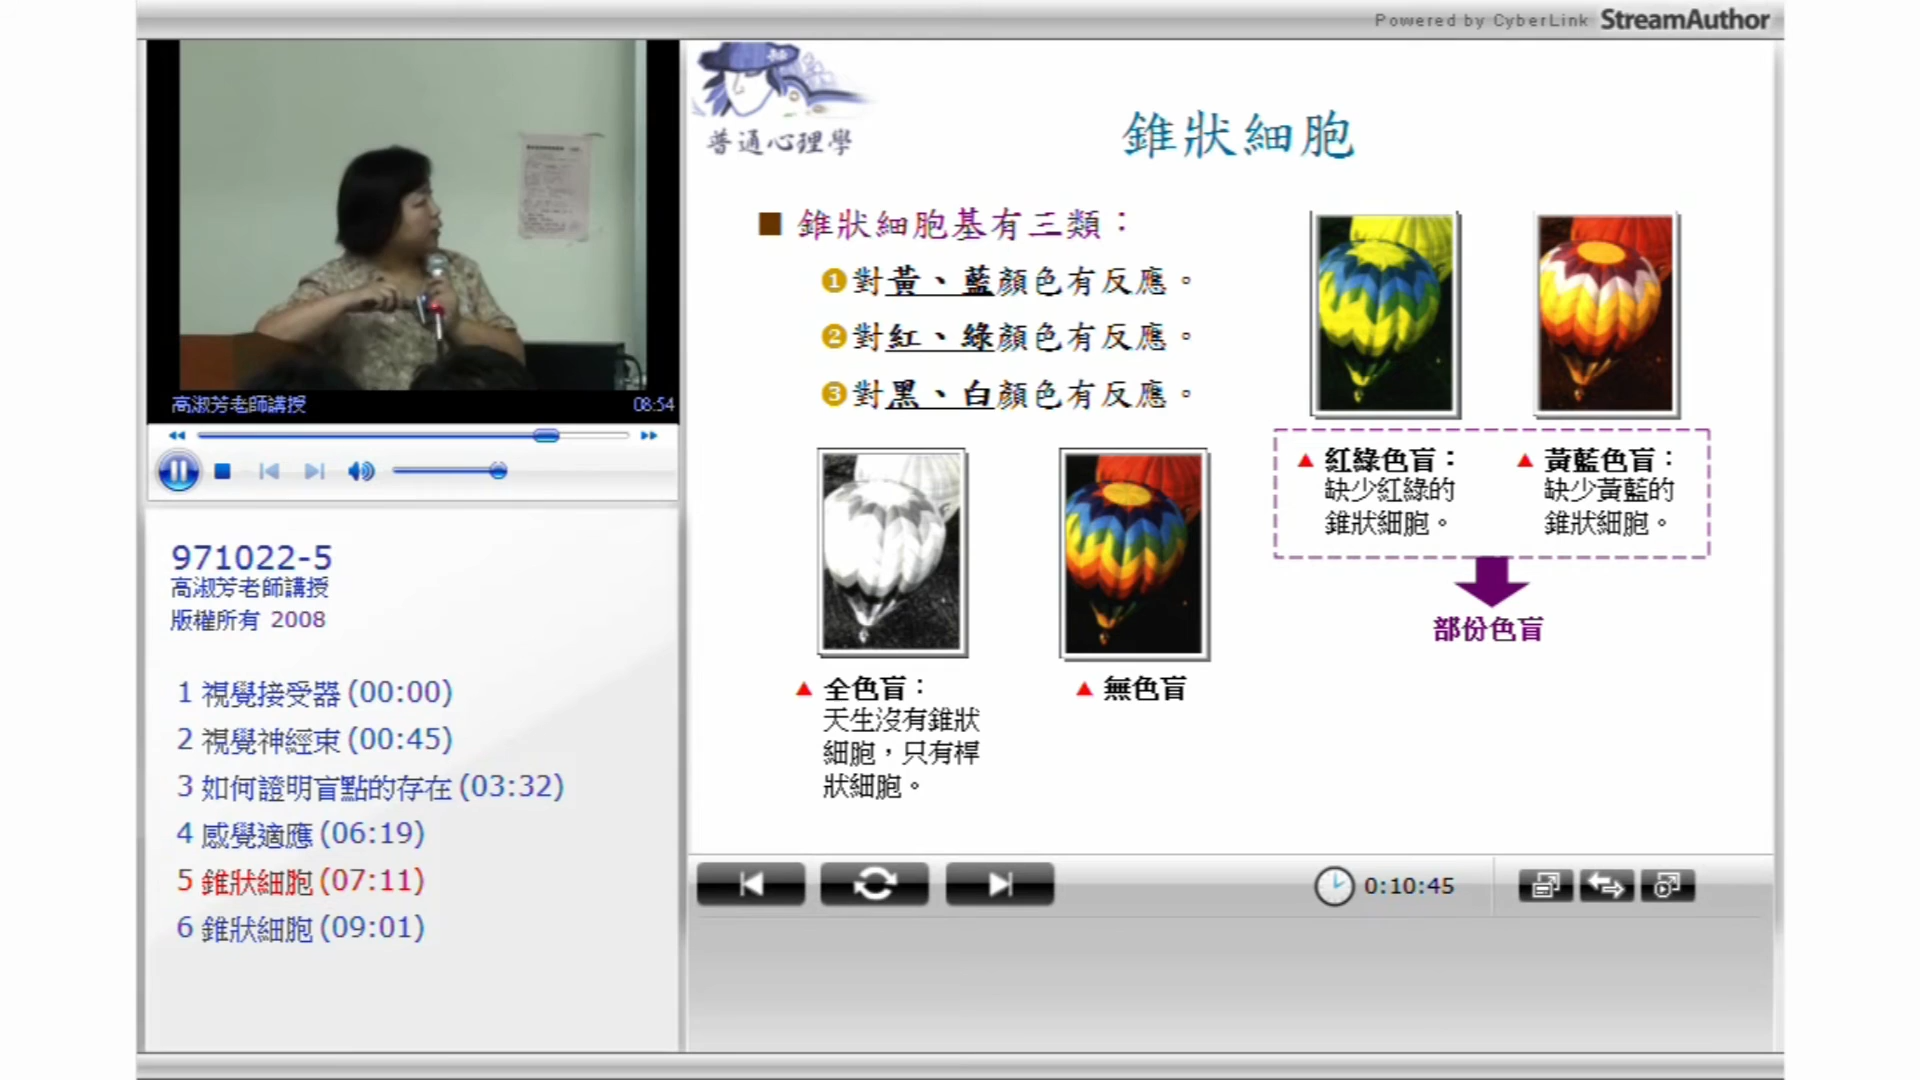 Powered by CyberLink StreamAuthor
高淑芳老師講授 08:54
971022-5
高淑芳老師講授
版權所有 2008
1 視覺接受器 (00:00)
2 視覺神經束 (00:45)
3 如何證明盲點的存在 (03:32)
4 感覺適應 (06:19)
5 錐狀細胞 (07:11)
6 錐狀細胞 (09:01)
普通心理學
錐狀細胞
錐狀細胞基有三類：
❶對黃、藍顏色有反應。
❷對紅、綠顏色有反應。
❸對黑、白顏色有反應。
▲ 紅綠色盲：
缺少紅綠的
錐狀細胞。
▲ 黃藍色盲：
缺少黃藍的
錐狀細胞。
部份色盲
▲ 全色盲：
天生沒有錐狀
細胞，只有桿
狀細胞。
▲ 無色盲
0:10:45